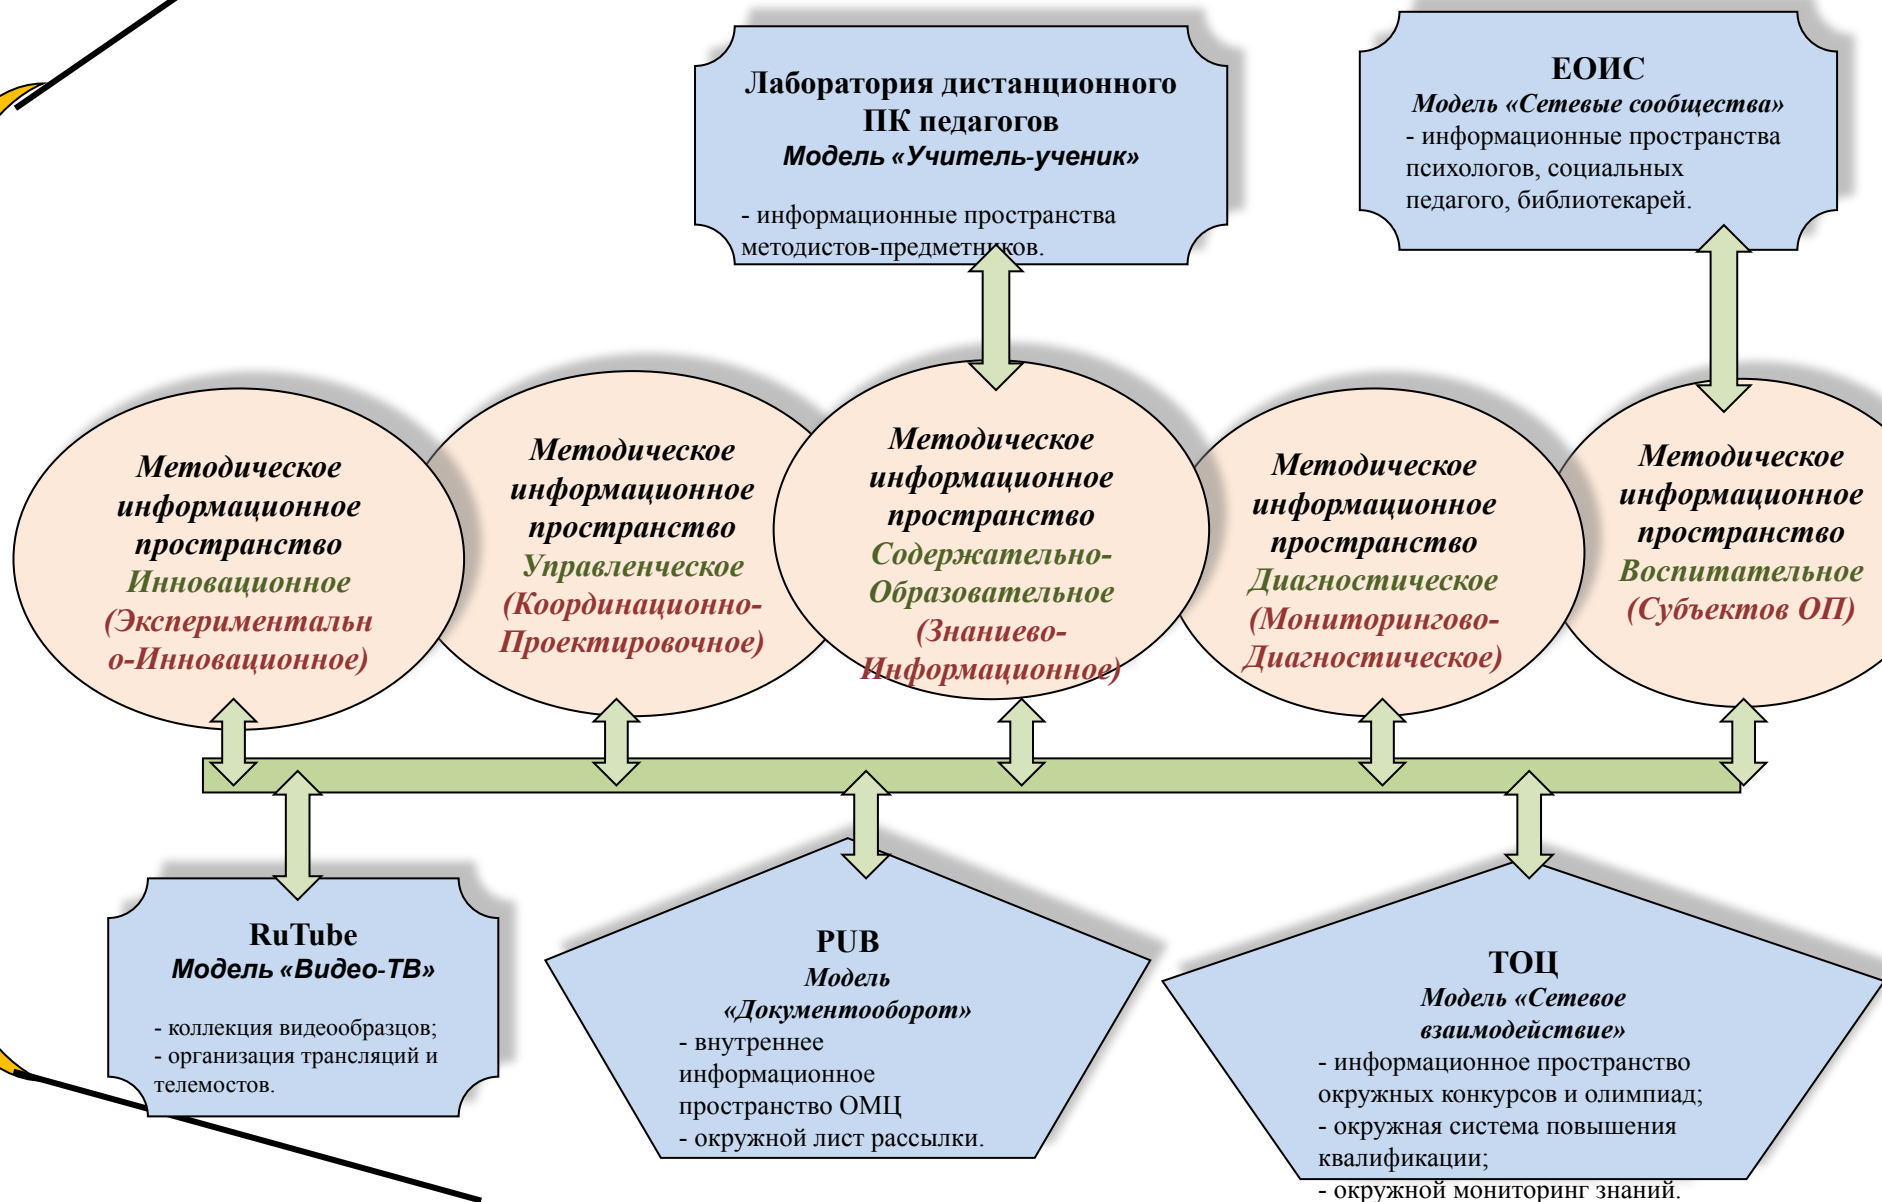 Лаборатория дистанционного
ПК педагогов
Модель «Учитель-ученик»
- информационные пространства
методистов-предметников.
ЕОИС
Модель «Сетевые сообщества»
- информационные пространства
психологов, социальных
педагого, библиотекарей.
Методическое
информационное
пространство
Инновационное
(Экспериментальн
о-Инновационное)
Методическое
информационное
пространство
Управленческое
(Координационно-
Проектировочное)
Методическое
информационное
пространство
Содержательно-
Образовательное
(Знаниево-
Информационное)
Методическое
информационное
пространство
Диагностическое
(Мониторингово-
Диагностическое)
Методическое
информационное
пространство
Воспитательное
(Субъектов ОП)
RuTube
Модель «Видео-ТВ»
- коллекция видеообразцов;
- организация трансляций и
телемостов.
PUB
Модель
«Документооборот»
- внутреннее
информационное
пространство ОМЦ
- окружной лист рассылки.
ТОЦ
Модель «Сетевое
взаимодействие»
- информационное пространство
окружных конкурсов и олимпиад;
- окружная система повышения
квалификации;
- окружной мониторинг знаний.